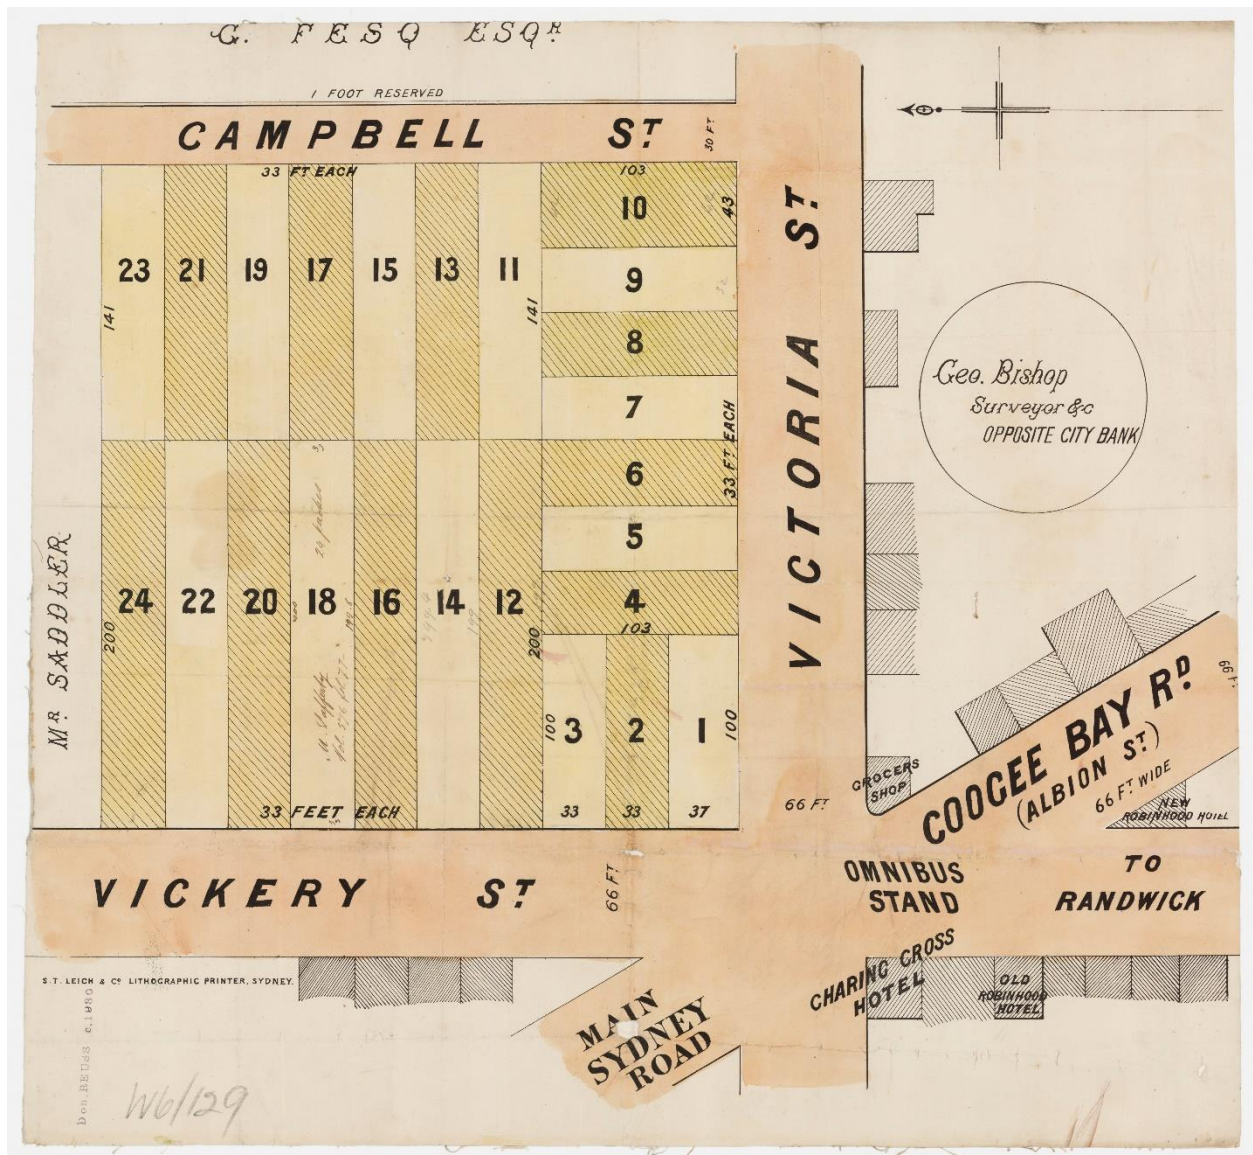 G. FESQ ESQR
1 FOOT RESERVED
CAMPBELL ST
30 FT
33 FT EACH
103
23
21
19
17
15
13
11
10
43
9
8
7
6
5
4
103
141
141
33 FT EACH
VICTORIA ST
Geo. Bishop
Surveyor &c
OPPOSITE CITY BANK
MR SADDLER
24
22
20
18
16
14
12
200
200
3
2
1
100
100
33 FEET EACH
33
33
37
66 FT
GROCERS
SHOP
COOGEE BAY RD
(ALBION ST)
66 FT WIDE
66 FT
NEW
ROBINHOOD HOTEL
VICKERY ST
66 FT
OMNIBUS
STAND
TO
RANDWICK
CHARING CROSS
HOTEL
OLD
ROBINHOOD
HOTEL
S.T. LEIGH & Co LITHOGRAPHIC PRINTER, SYDNEY.
MAIN
SYDNEY
ROAD
Don. REUSS c.1980
W6/129